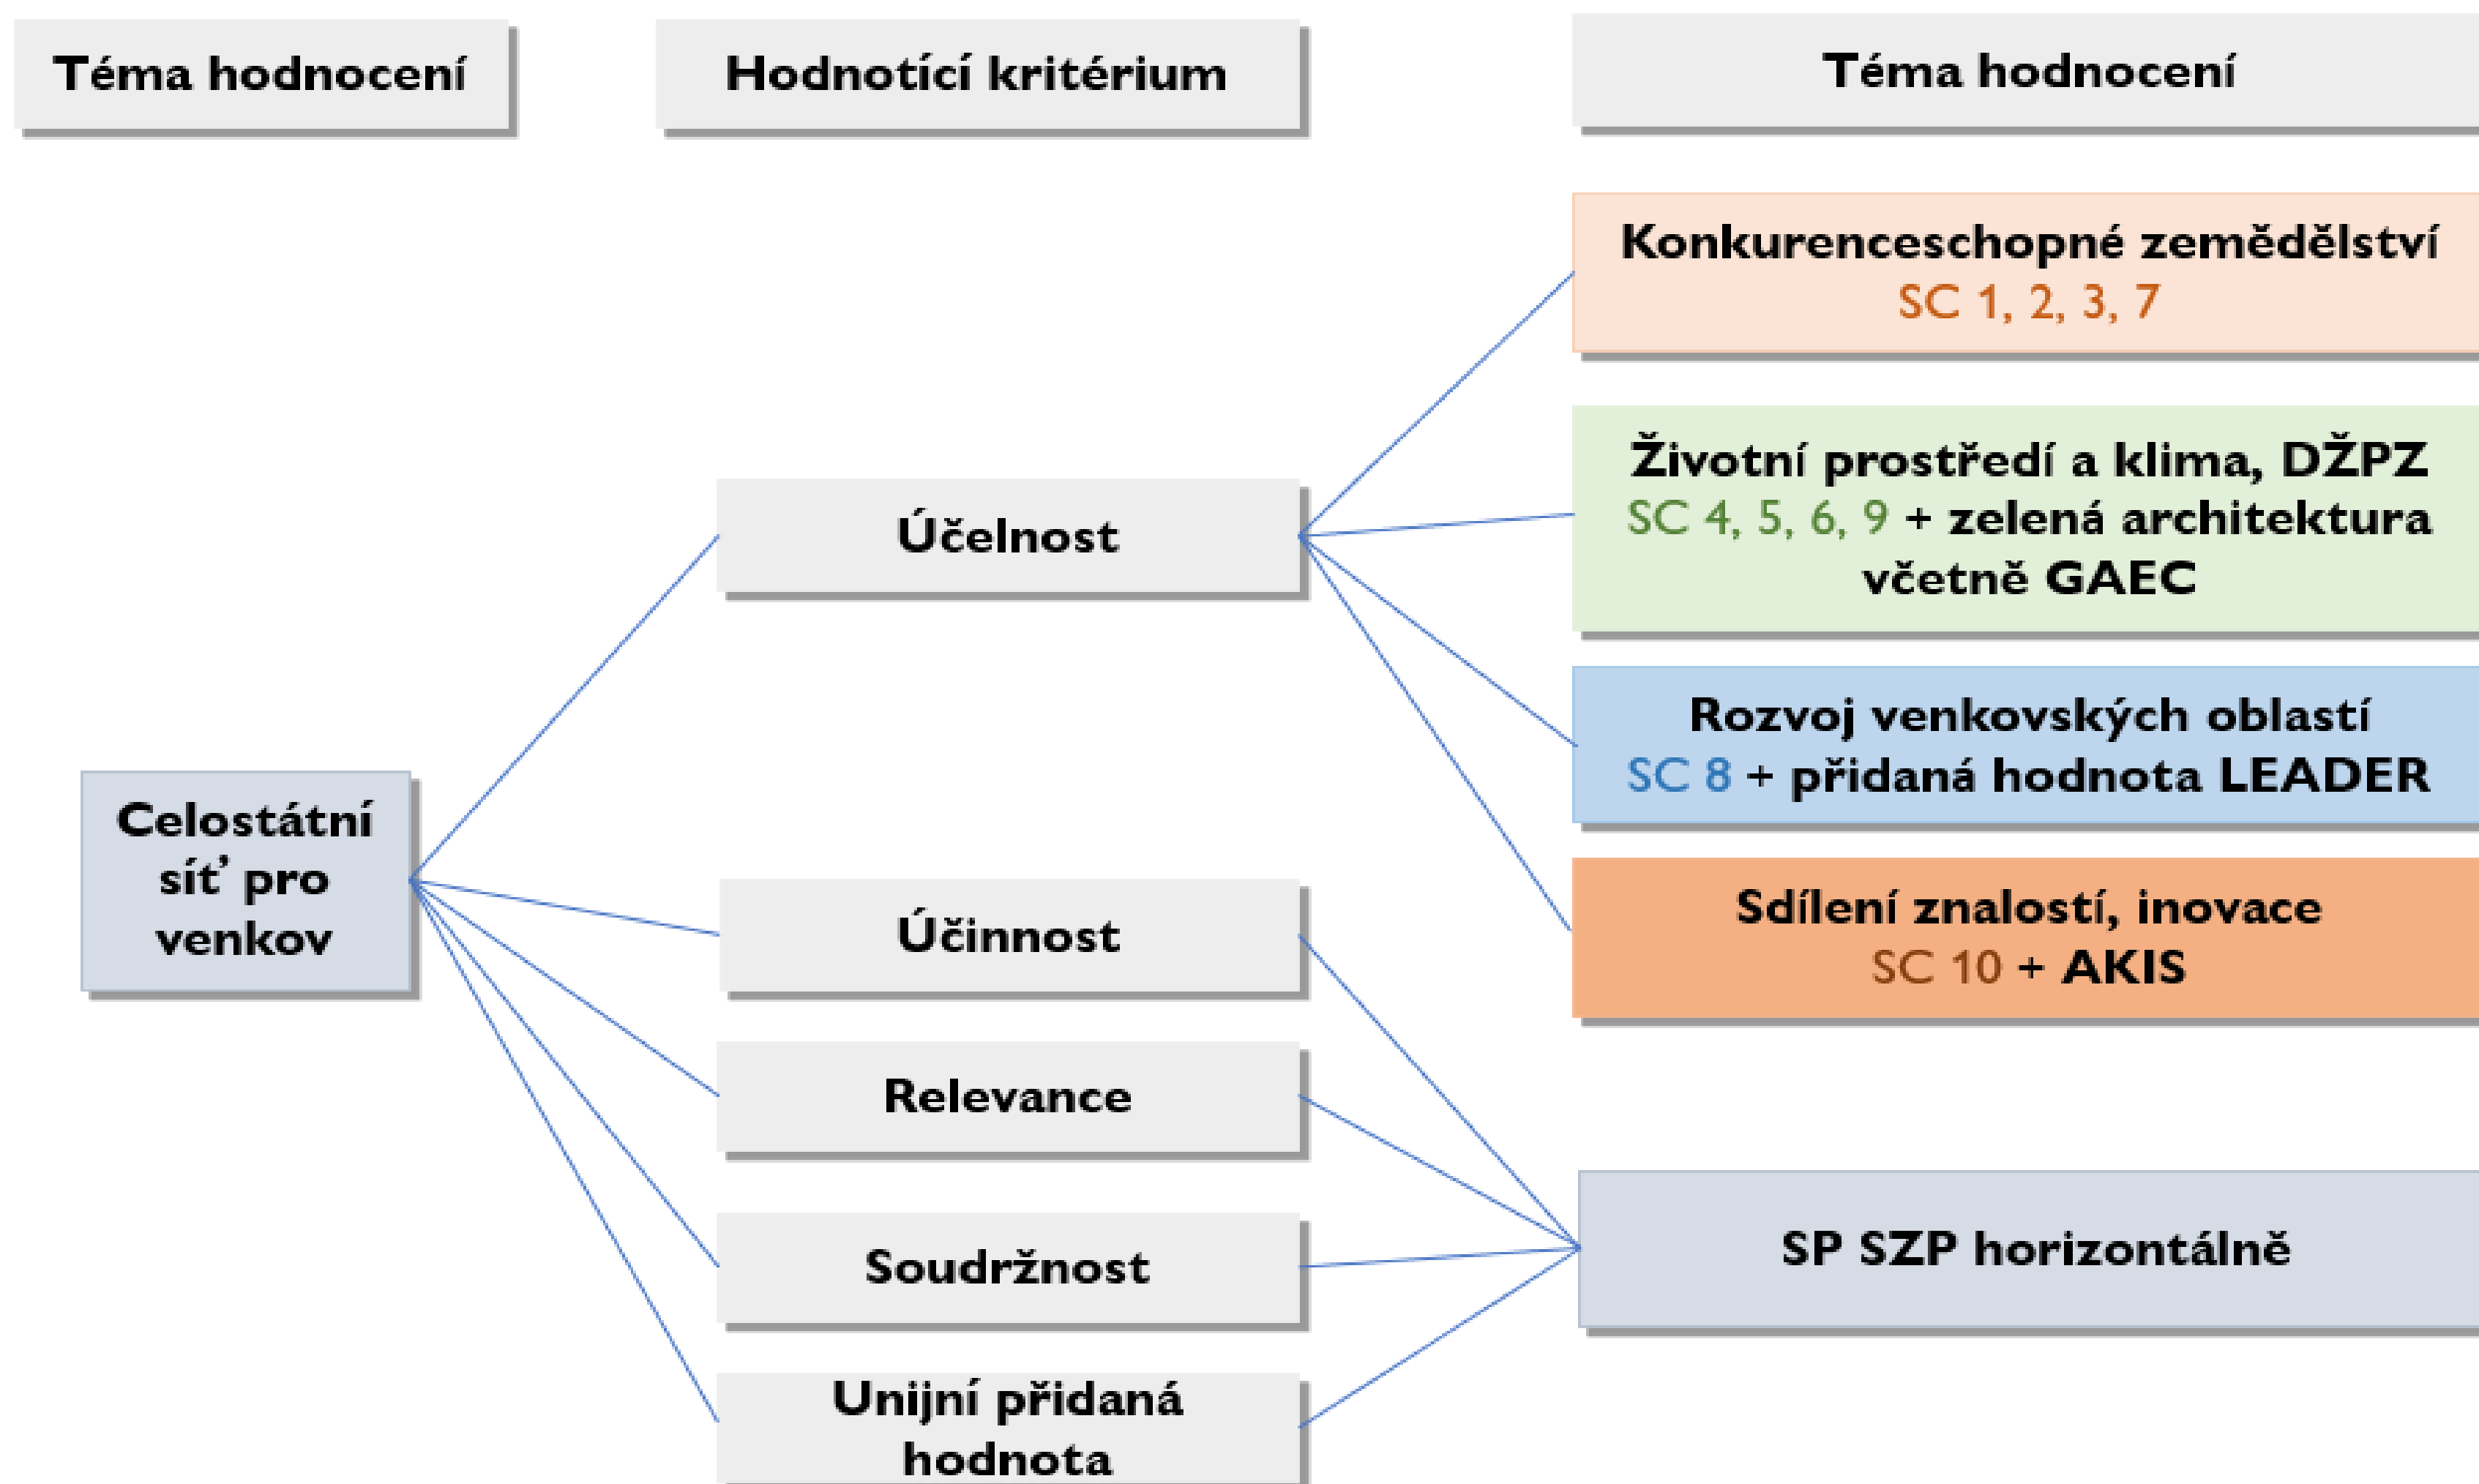 Téma hodnocení
Hodnotící kritérium
Téma hodnocení
Konkurenceschopné zemědělství
SC 1, 2, 3, 7
Životní prostředí a klima, DŽPZ
SC 4, 5, 6, 9 + zelená architektura
včetně GAEC
Účelnost
Rozvoj venkovských oblastí
SC 8 + přidaná hodnota LEADER
Celostátní
síť pro
venkov
Účinnost
Sdílení znalostí, inovace
SC 10 + AKIS
Relevance
Soudržnost
SP SZP horizontálně
Unijní přidaná
hodnota